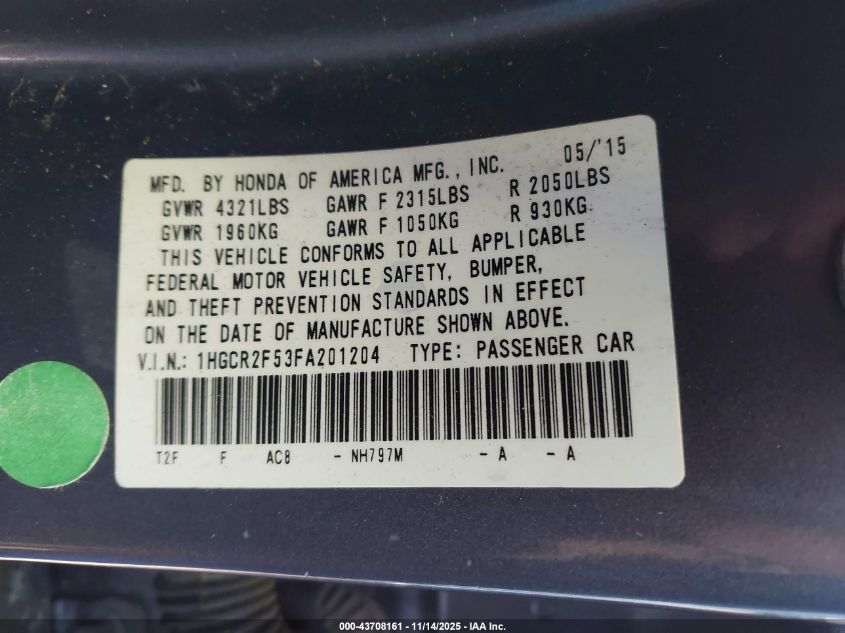 MFD. BY HONDA OF AMERICA MFG., INC. 05/'15
GVWR 4321LBS GAWR F 2315LBS R 2050LBS
GVWR 1960KG GAWR F 1050KG R 930KG
THIS VEHICLE CONFORMS TO ALL APPLICABLE
FEDERAL MOTOR VEHICLE SAFETY, BUMPER,
AND THEFT PREVENTION STANDARDS IN EFFECT
ON THE DATE OF MANUFACTURE SHOWN ABOVE.
V.I.N.: 1HGCR2F53FA201204 TYPE: PASSENGER CAR
T2F F AC8 - NH797M - A - A
000-43708161 - 11/14/2025 - IAA Inc.